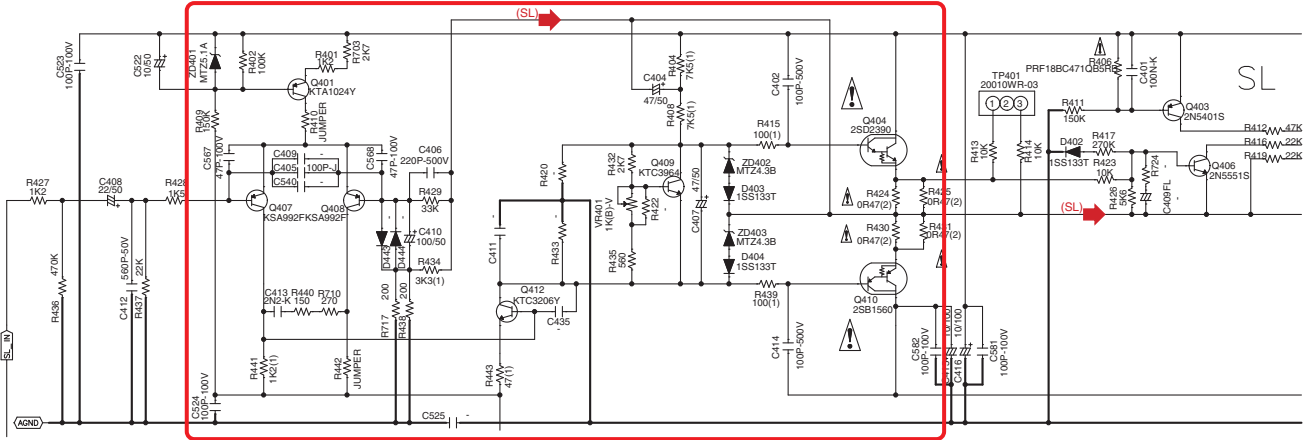 (SL)
C523
100P-100V
C522
10/50
ZD401
MTZ5.1A
R402
100K
R401
1K2
R703
2K7
Q401
KTA1024Y
R410
JUMPER
R409
150K
C567
47P-100V
C409
-
C405
100P-J
C540
-
C568
47P-100V
C406
220P-500V
R427
1K2
C408
22/50
R428
1K5
Q407
KSA992F
Q408
KSA992F
R429
33K
C410
100/50
D443
-
D444
-
R434
3K3(1)
R436
470K
C412
560P-50V
R437
22K
C413
2N2-K
R440
150
R710
270
R717
200
R438
200
R441
1K2(1)
R442
JUMPER
C524
100P-100V
C525
-
SL_IN
AGND
C404
47/50
R404
7K5(1)
R408
7K5(1)
C402
100P-500V
R420
-
R432
2K7
Q409
KTC3964
VR401
1K(B)-V
R422
-
C407
47/50
R435
560
R433
-
C411
-
Q412
KTC3206Y
C435
-
R443
47(1)
ZD402
MTZ4.3B
D403
1SS133T
ZD403
MTZ4.3B
D404
1SS133T
R415
100(1)
R439
100(1)
C414
100P-500V
Q404
2SD2390
R424
0R47(2)
R425
0R47(2)
R430
0R47(2)
R431
0R47(2)
Q410
2SB1560
C582
100P-100V
C415
10/100
C416
10/100
C581
100P-100V
TP401
20010WR-03
1 2 3
R413
10K
R414
10K
R406
PRF18BC471QB5RB
C401
100N-K
R411
150K
Q403
2N5401S
D402
1SS133T
R417
270K
R423
10K
R426
5K6
R724
-
C409FL
-
Q406
2N5551S
R412
47K
R416
22K
R419
22K
(SL)
SL